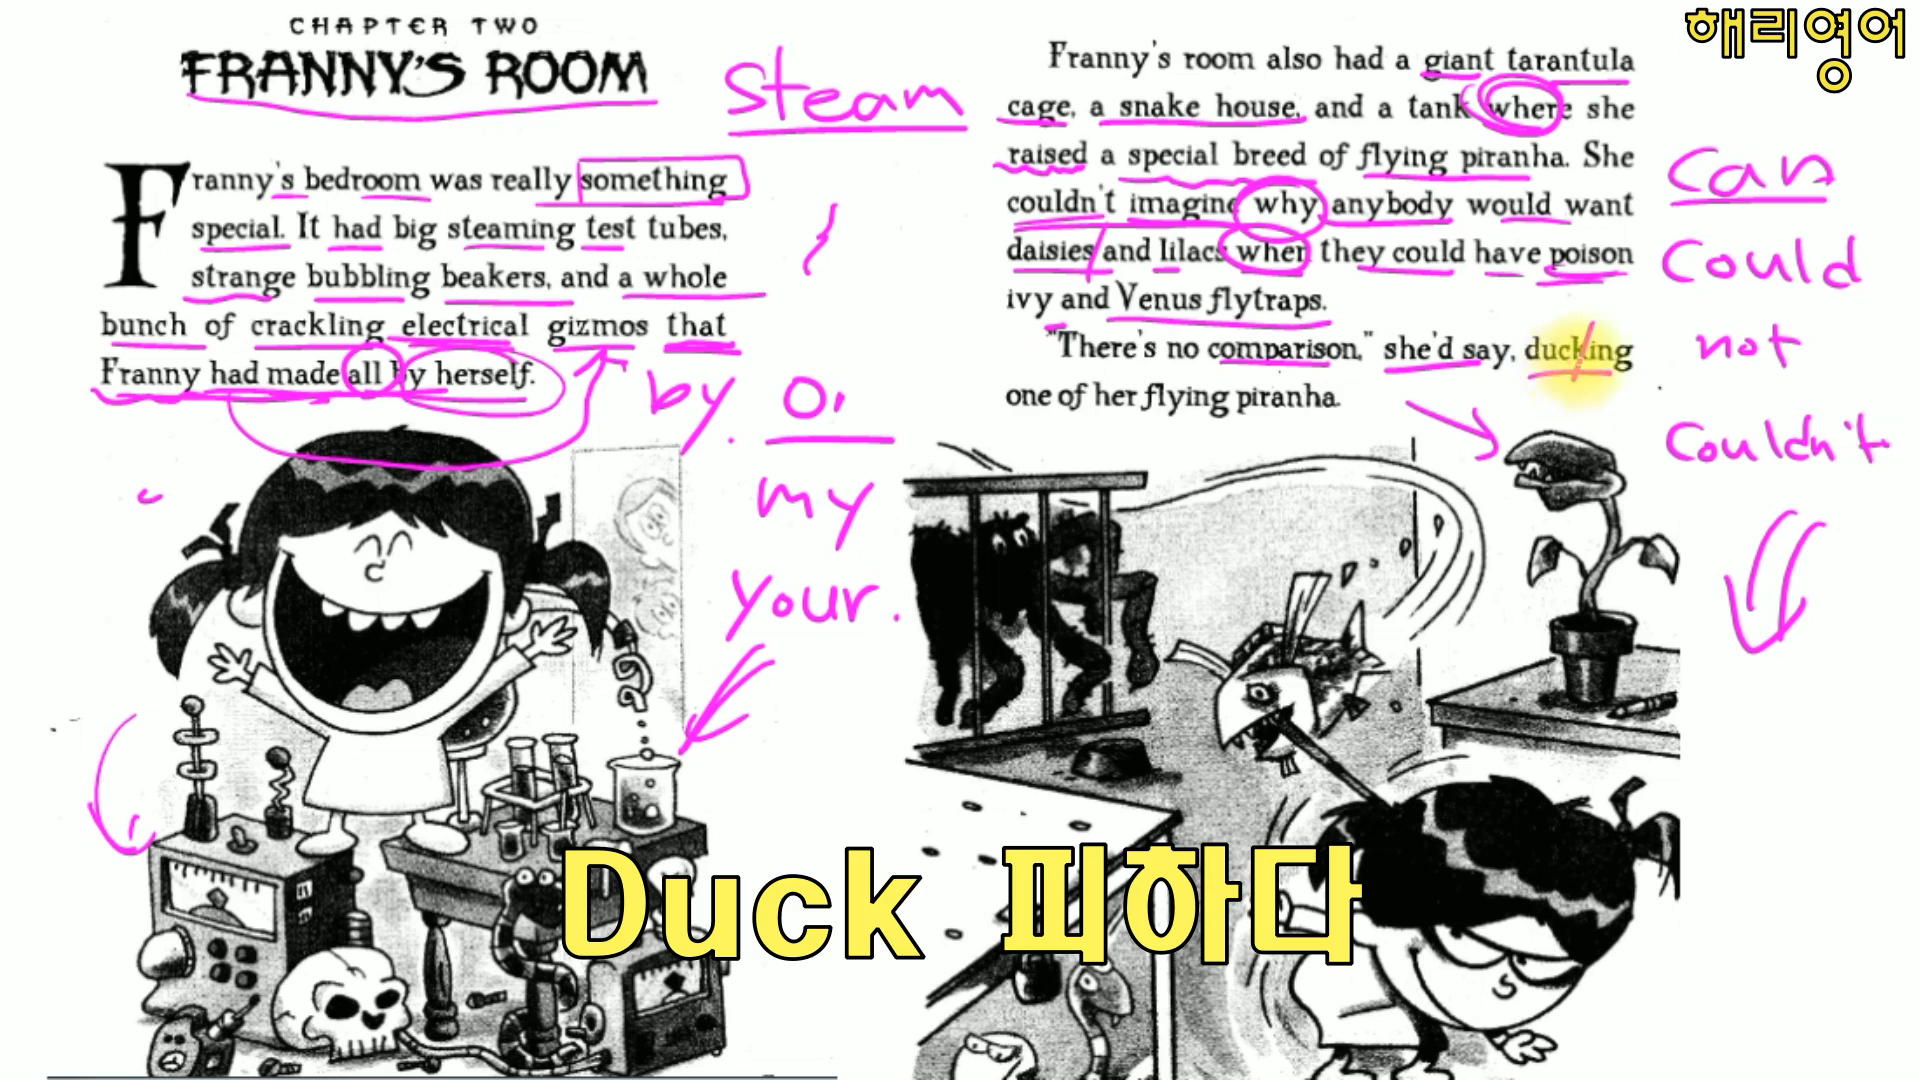 CHAPTER TWO
FRANNY'S ROOM
Franny's bedroom was really something
special. It had big steaming test tubes,
strange bubbling beakers, and a whole
bunch of crackling electrical gizmos that
Franny had made all by herself.
steam
by.
my
your.
Franny's room also had a giant tarantula
cage, a snake house, and a tank where she
raised a special breed of flying piranha. She
couldn't imagine why anybody would want
daisies and lilacs when they could have poison
ivy and Venus flytraps.
"There's no comparison," she'd say, ducking
one of her flying piranha.
해리영어
can
could
not
couldn't
Duck 피하다